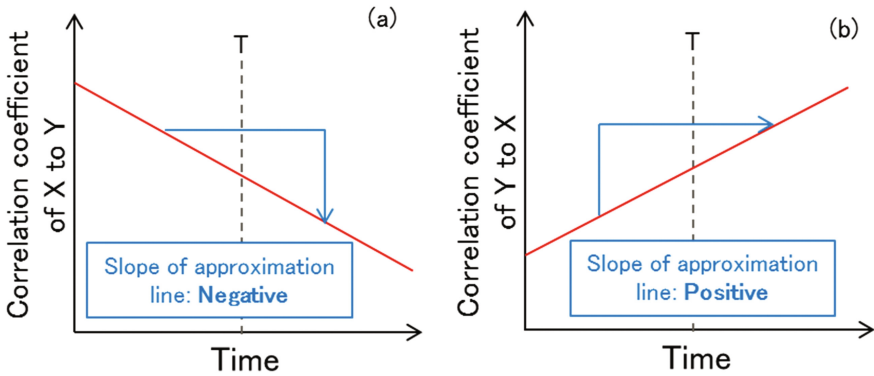 (a)
T
Correlation coefficient
of X to Y
Slope of approximation
line: Negative
Time
(b)
T
Correlation coefficient
of Y to X
Slope of approximation
line: Positive
Time